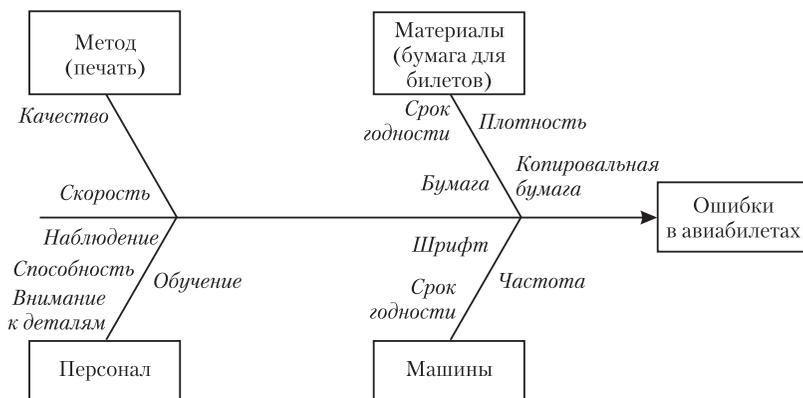 Метод
(печать)
Материалы
(бумага для
билетов)
Качество
Срок
годности
Плотность
Скорость
Бумага
Копировальная
бумага
Ошибки
в авиабилетах
Наблюдение
Способность
Обучение
Внимание
к деталям
Шрифт
Срок
годности
Частота
Персонал
Машины